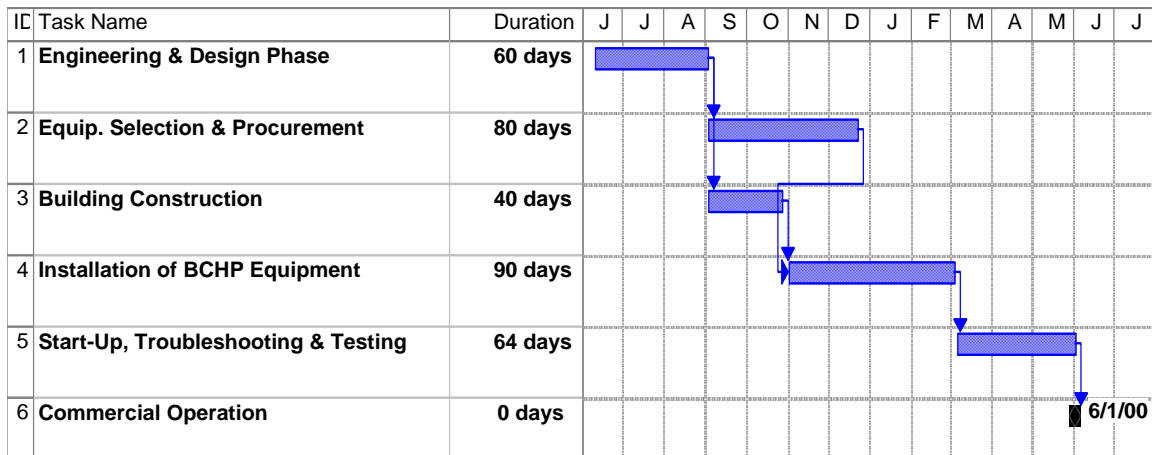 ID Task Name Duration J J A S O N D J F M A M J J
1 Engineering & Design Phase 60 days
2 Equip. Selection & Procurement 80 days
3 Building Construction 40 days
4 Installation of BCHP Equipment 90 days
5 Start-Up, Troubleshooting & Testing 64 days
6 Commercial Operation 0 days 6/1/00